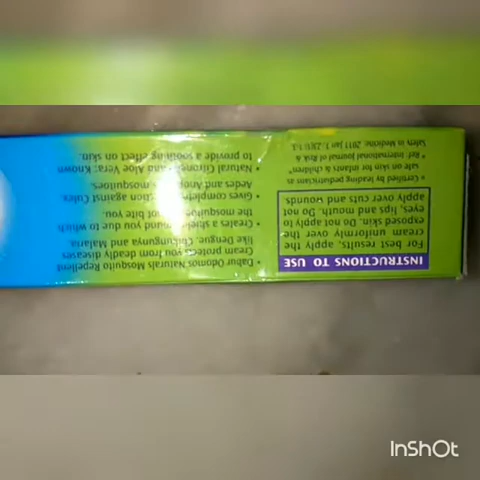 • Dabur Odomos Naturals Mosquito Repellent
Cream protects you from deadly diseases
like Dengue, Chikungunya, and Malaria.
• Creates a shield around you due to which
the mosquitoes not bite you
• Gives complete protection against Culex,
Aedes and mosquitoes.
• Natural and Aloe Vera: known
to provide a soothing effect on skin.
INSTRUCTIONS TO USE
For best results, apply the
cream uniformly over the
exposed skin. Do not apply to
eyes, lips and mouth. Do not
apply over cuts and wounds
• Certified by leading pediatricians as
safe on skin for infants & children*
* Ref: International Journal of Risk &
Safety in Medicine, 2011 Jan 1; 23(1):
InShOt